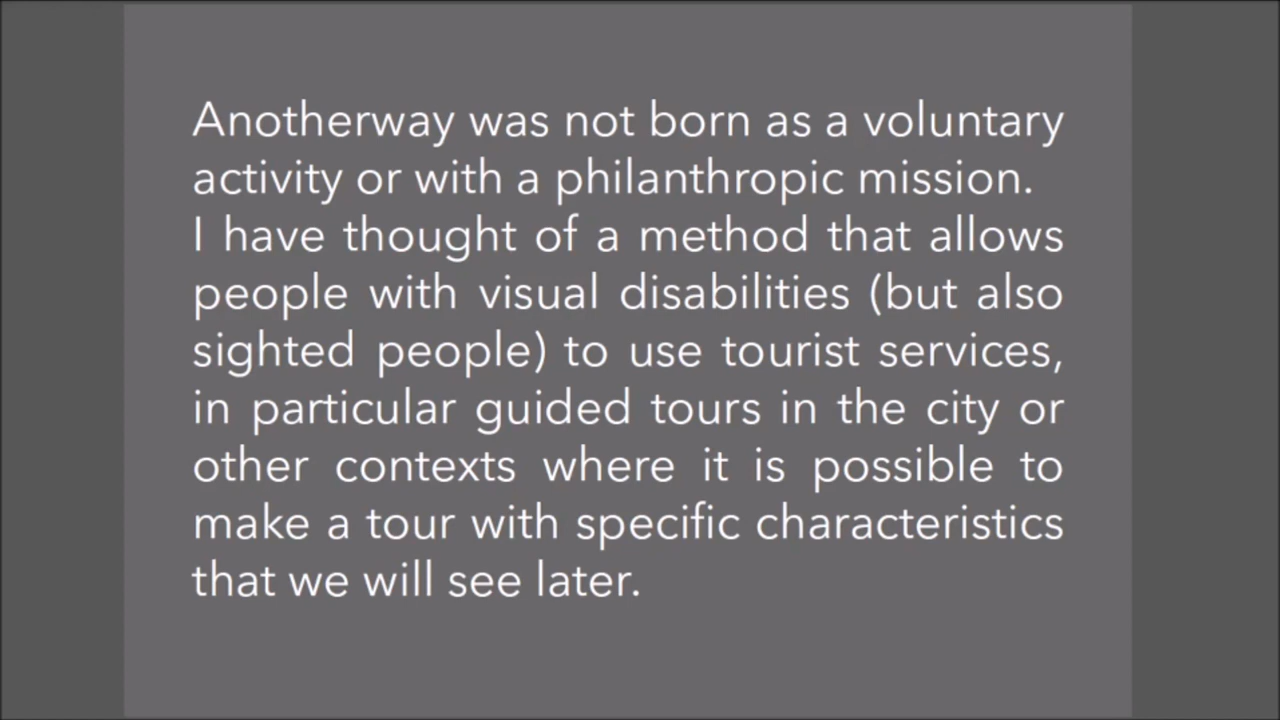 Anotherway was not born as a voluntary
activity or with a philanthropic mission.
I have thought of a method that allows
people with visual disabilities (but also
sighted people) to use tourist services,
in particular guided tours in the city or
other contexts where it is possible to
make a tour with specific characteristics
that we will see later.